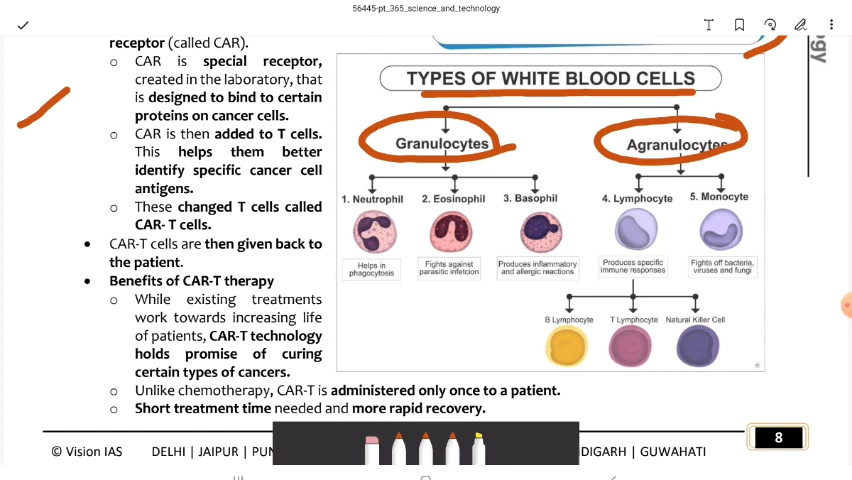 56445-pt_365_science_and_technology
receptor (called CAR).
o CAR is special receptor,
created in the laboratory, that
is designed to bind to certain
proteins on cancer cells.
o CAR is then added to T cells.
This helps them better
identify specific cancer cell
antigens.
o These changed T cells called
CAR- T cells.
• CAR-T cells are then given back to
the patient.
• Benefits of CAR-T therapy
o While existing treatments
work towards increasing life
of patients, CAR-T technology
holds promise of curing
certain types of cancers.
o Unlike chemotherapy, CAR-T is administered only once to a patient.
o Short treatment time needed and more rapid recovery.
TYPES OF WHITE BLOOD CELLS
Granulocytes
Agranulocytes
1. Neutrophil
2. Eosinophil
3. Basophil
4. Lymphocyte
5. Monocyte
Helps in
phagocytosis
Fights against
parasitic infetcion
Produces inflammatory
and allergic reactions
Produces specific
immune responses
Fights off bacteria,
viruses and fungi
B Lymphocyte
T Lymphocyte
Natural Killer Cell
ogy
8
© Vision IAS
DELHI | JAIPUR | PUN
DIGARH | GUWAHATI